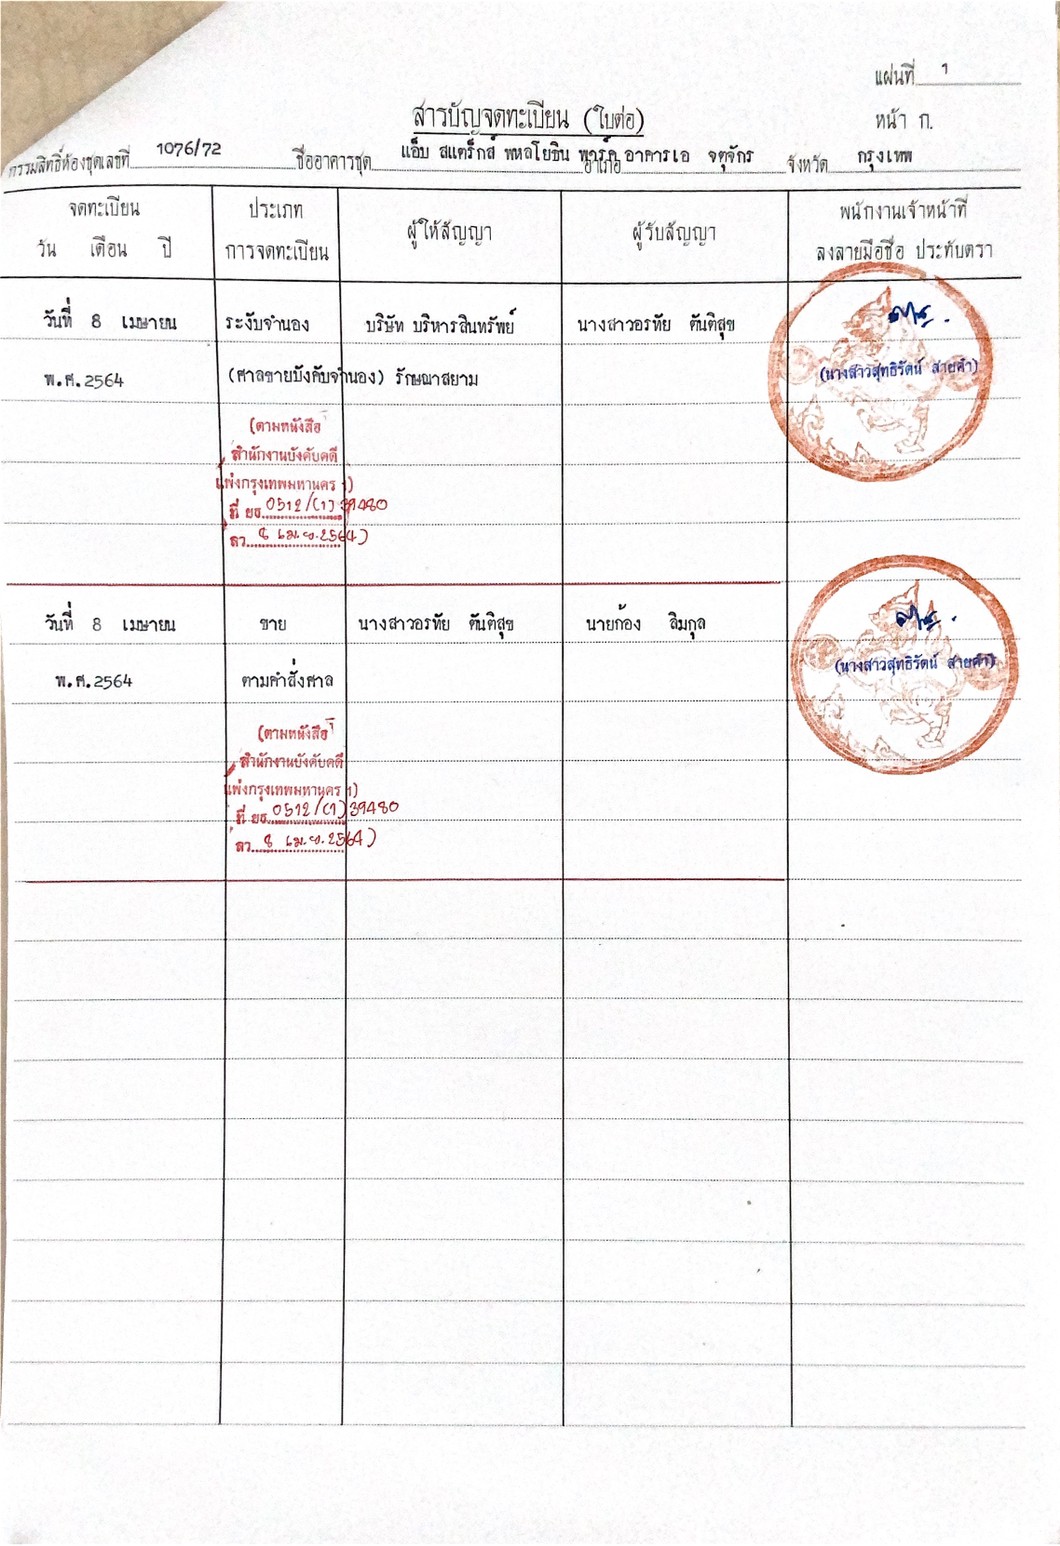 แผ่นที่ ๑
สารบัญจดทะเบียน (ใบต่อ)
หน้า ก.
กรรมสิทธิ์ห้องชุดเลขที่ 1076/72 ชื่ออาคารชุด แอ็บ สแตร็กส์ พหลโยธิน พาร์ค อาคารเอ อำเภอ จตุจักร จังหวัด กรุงเทพ
จดทะเบียน ประเภท ผู้ให้สัญญา ผู้รับสัญญา พนักงานเจ้าหน้าที่
วัน เดือน ปี การจดทะเบียน ลงลายมือชื่อ ประทับตรา
วันที่ 8 เมษายน ระงับจำนอง บริษัท บริหารสินทรัพย์ นางสาวอรทัย ตันติสุข
พ.ศ.2564 (ศาลขายบังคับจำนอง) รักษณาสยาม (นางสาวสุทธิรัตน์ สายคำ)
(ตามหนังสือ
สำนักงานบังคับคดี
แพ่งกรุงเทพมหานคร 1)
ที่ ยธ. 0512/(1) 39480
ลว. 8 เม.ย. 2564)
วันที่ 8 เมษายน ขาย นางสาวอรทัย ตันติสุข นายก้อง ลิมกุล
พ.ศ.2564 ตามคำสั่งศาล (นางสาวสุทธิรัตน์ สายคำ)
(ตามหนังสือ
สำนักงานบังคับคดี
แพ่งกรุงเทพมหานคร 1)
ที่ ยธ. 0512/(1) 39480
ลว. 8 เม.ย. 2564)